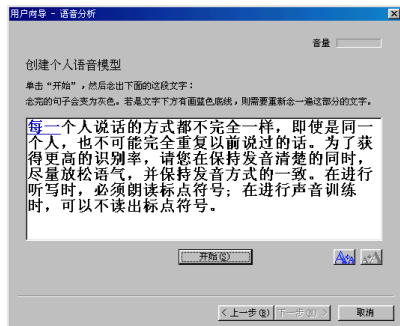 用户向导 - 语音分析
音量
创建个人语音模型
单击“开始”，然后念出下面的这段文字：
念完的句子会变为灰色。若是文字下方有画蓝色底线，则需要重新念一遍这部分的文字。
每一个人说话的方式都不完全一样，即使是同一
个人，也不可能完全重复以前说过的话。为了获
得更高的识别率，请您在保持发音清楚的同时，
尽量放松语气，并保持发音方式的一致。在进行
听写时，必须朗读标点符号；在进行声音训练
时，可以不读出标点符号。
开始(S)
< 上一步(B) 下一步(N) > 取消